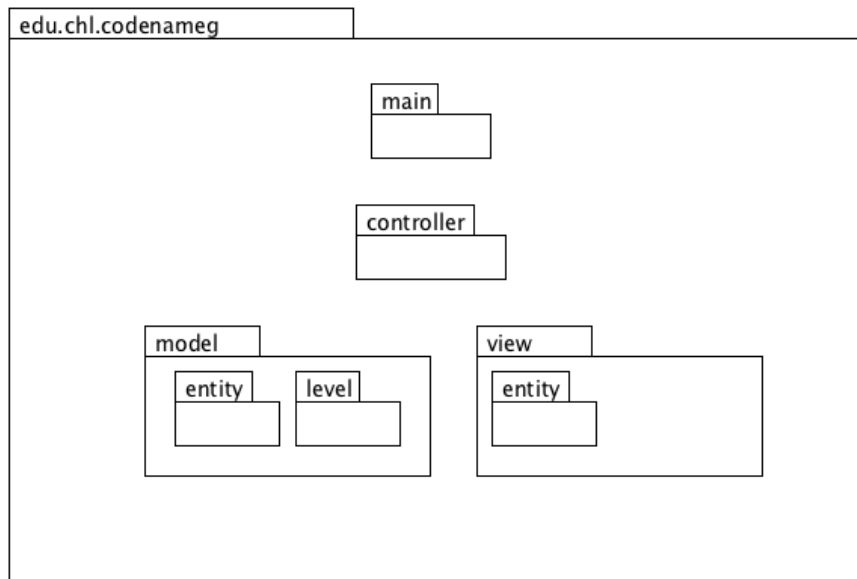 edu.chl.codenameg
main
controller
model
entity
level
view
entity